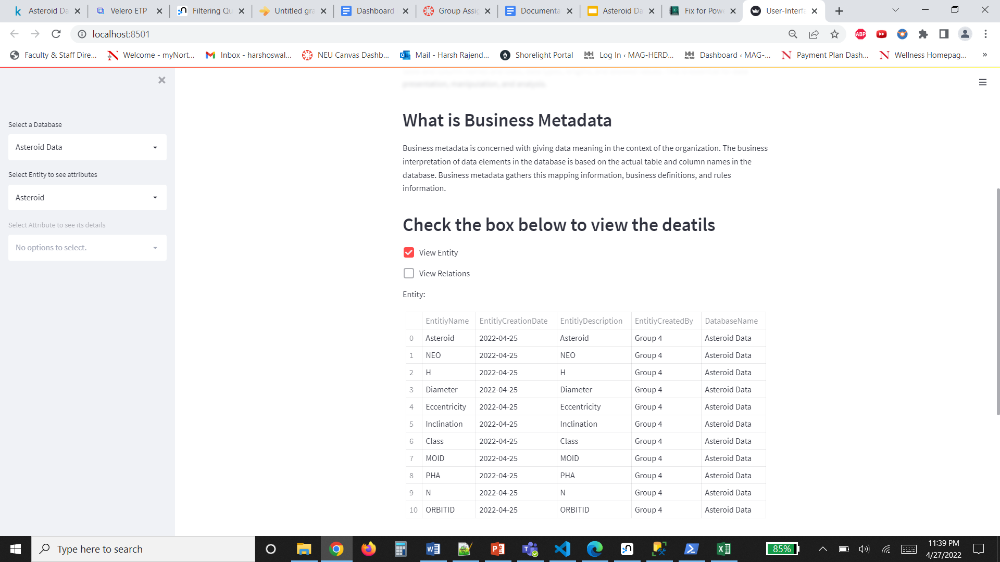 Asteroid Da
Velero ETP
Filtering Qu
Untitled gra
Dashboard
Group Assig
Documenta
Asteroid Da
Fix for Powe
User-Interfa
localhost:8501
ABP
Faculty & Staff Dire...
Welcome - myNort...
Inbox - harshoswal...
NEU Canvas Dashb...
Mail - Harsh Rajend...
Shorelight Portal
Log In ‹ MAG-HERD...
Dashboard ‹ MAG-...
Payment Plan Dash...
Wellness Homepag...
presentation, manipulation, and analysis.
Select a Database
Asteroid Data
Select Entity to see attributes
Asteroid
Select Attribute to see its details
No options to select.
What is Business Metadata
Business metadata is concerned with giving data meaning in the context of the organization. The business
interpretation of data elements in the database is based on the actual table and column names in the
database. Business metadata gathers this mapping information, business definitions, and rules
information.
Check the box below to view the deatils
View Entity
View Relations
Entity:
EntitiyName EntitiyCreationDate EntitiyDescription EntitiyCreatedBy DatabaseName
0 Asteroid 2022-04-25 Asteroid Group 4 Asteroid Data
1 NEO 2022-04-25 NEO Group 4 Asteroid Data
2 H 2022-04-25 H Group 4 Asteroid Data
3 Diameter 2022-04-25 Diameter Group 4 Asteroid Data
4 Eccentricity 2022-04-25 Eccentricity Group 4 Asteroid Data
5 Inclination 2022-04-25 Inclination Group 4 Asteroid Data
6 Class 2022-04-25 Class Group 4 Asteroid Data
7 MOID 2022-04-25 MOID Group 4 Asteroid Data
8 PHA 2022-04-25 PHA Group 4 Asteroid Data
9 N 2022-04-25 N Group 4 Asteroid Data
10 ORBITID 2022-04-25 ORBITID Group 4 Asteroid Data
Type here to search
85%
11:39 PM
4/27/2022